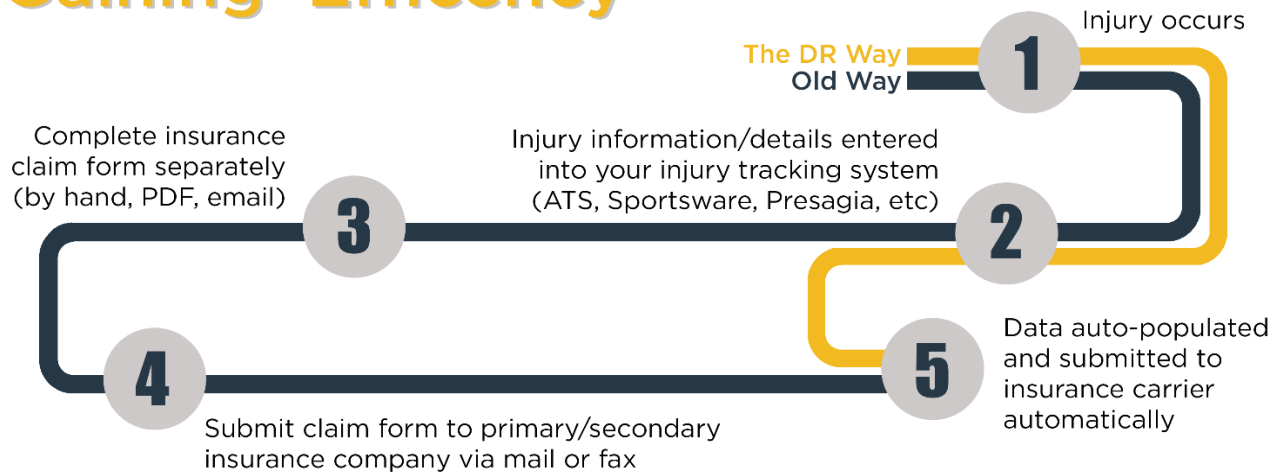 Gaining Efficency
Injury occurs
The DR Way
Old Way
1
Complete insurance
claim form separately
(by hand, PDF, email)
3
Injury information/details entered
into your injury tracking system
(ATS, Sportsware, Presagia, etc)
2
4
Submit claim form to primary/secondary
insurance company via mail or fax
5
Data auto-populated
and submitted to
insurance carrier
automatically